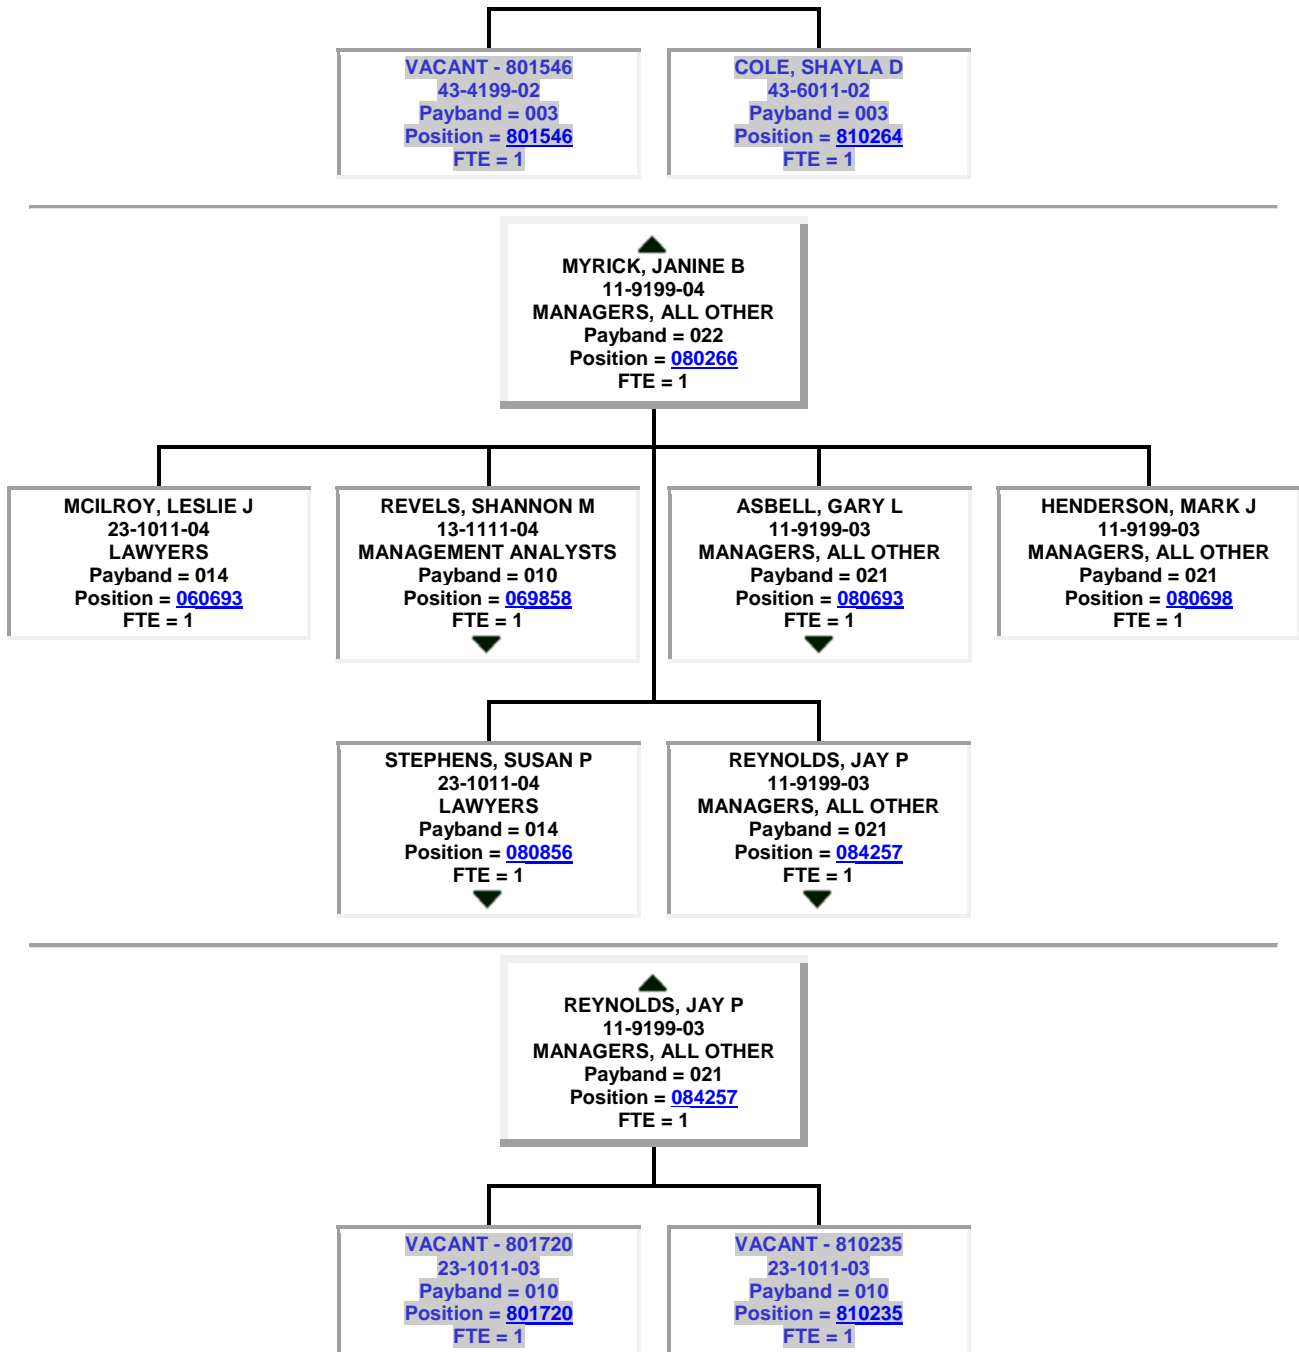 VACANT - 801546
43-4199-02
Payband = 003
Position = 801546
FTE = 1
COLE, SHAYLA D
43-6011-02
Payband = 003
Position = 810264
FTE = 1
MYRICK, JANINE B
11-9199-04
MANAGERS, ALL OTHER
Payband = 022
Position = 080266
FTE = 1
MCILROY, LESLIE J
23-1011-04
LAWYERS
Payband = 014
Position = 060693
FTE = 1
REVELS, SHANNON M
13-1111-04
MANAGEMENT ANALYSTS
Payband = 010
Position = 069858
FTE = 1
ASBELL, GARY L
11-9199-03
MANAGERS, ALL OTHER
Payband = 021
Position = 080693
FTE = 1
HENDERSON, MARK J
11-9199-03
MANAGERS, ALL OTHER
Payband = 021
Position = 080698
FTE = 1
STEPHENS, SUSAN P
23-1011-04
LAWYERS
Payband = 014
Position = 080856
FTE = 1
REYNOLDS, JAY P
11-9199-03
MANAGERS, ALL OTHER
Payband = 021
Position = 084257
FTE = 1
REYNOLDS, JAY P
11-9199-03
MANAGERS, ALL OTHER
Payband = 021
Position = 084257
FTE = 1
VACANT - 801720
23-1011-03
Payband = 010
Position = 801720
FTE = 1
VACANT - 810235
23-1011-03
Payband = 010
Position = 810235
FTE = 1